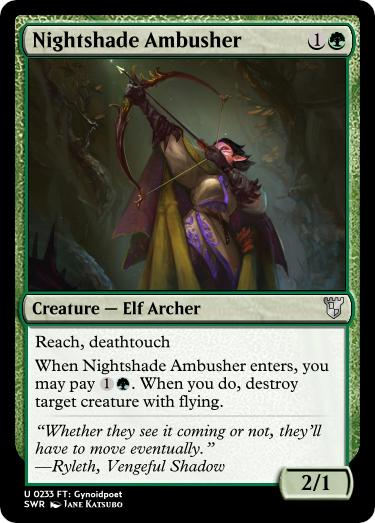 Nightshade Ambusher 1
Creature — Elf Archer
Reach, deathtouch
When Nightshade Ambusher enters, you
may pay 1. When you do, destroy
target creature with flying.
“Whether they see it coming or not, they’ll
have to move eventually.”
—Ryleth, Vengeful Shadow
2/1
U 0233 FT: Gynoidpoet
SWR Jane Katsubo